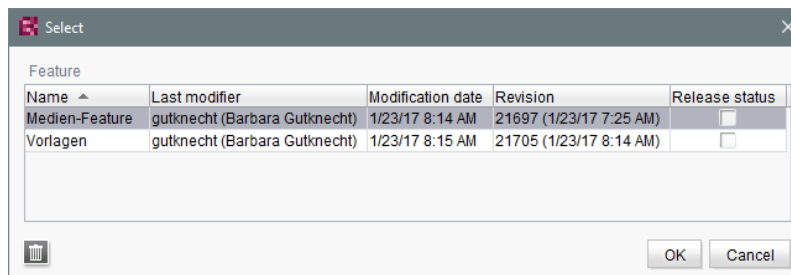 Select
Feature
Name Last modifier Modification date Revision Release status
Medien-Feature gutknecht (Barbara Gutknecht) 1/23/17 8:14 AM 21697 (1/23/17 7:25 AM)
Vorlagen gutknecht (Barbara Gutknecht) 1/23/17 8:15 AM 21705 (1/23/17 8:14 AM)
OK Cancel